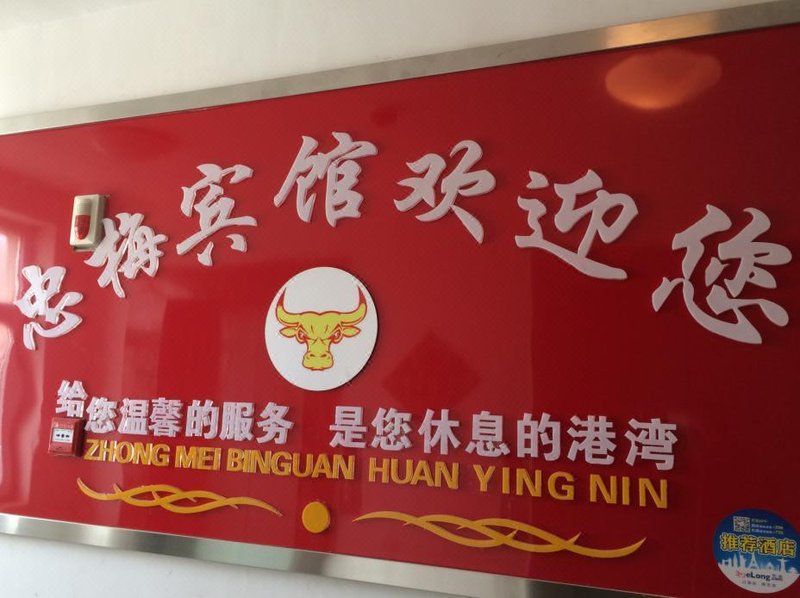 忠梅宾馆欢迎您
给您温馨的服务 是您休息的港湾
ZHONG MEI BINGUAN HUAN YING NIN
推荐酒店
eLong